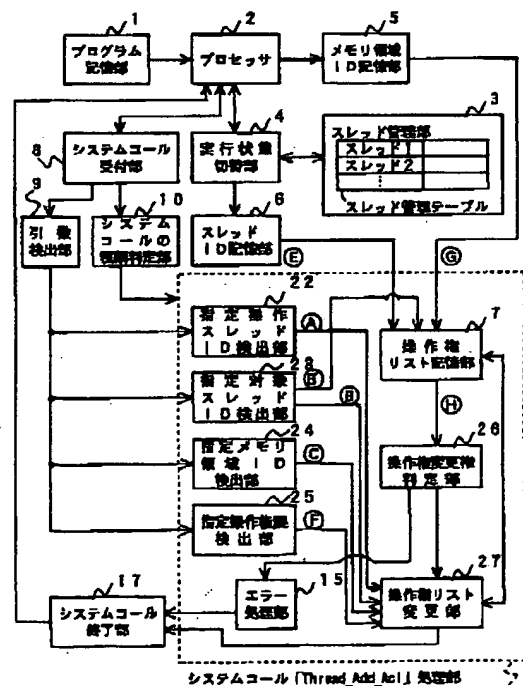 1
2
5
プログラム
記憶部
プロセッサ
メモリ領域
ID記憶部
3
4
8
システムコール
受付部
実行状態
切替部
スレッド管理部
スレッド1
スレッド2
スレッド管理テーブル
9
10
6
引数
検出部
システム
コールの
種類判定部
スレッド
ID記憶部
E
G
22
7
指定操作
スレッド
ID検出部
A
操作権
リスト記憶部
B'
指定対象
スレッド
ID検出部
B
H
24
26
指定メモリ
領域ID
検出部
C
操作権変更権
判定部
25
指定操作権限
検出部
F
27
17
15
システムコール
終了部
エラー
処理部
操作権リスト
変更部
システムコール「Thread_Add_Acl」処理部